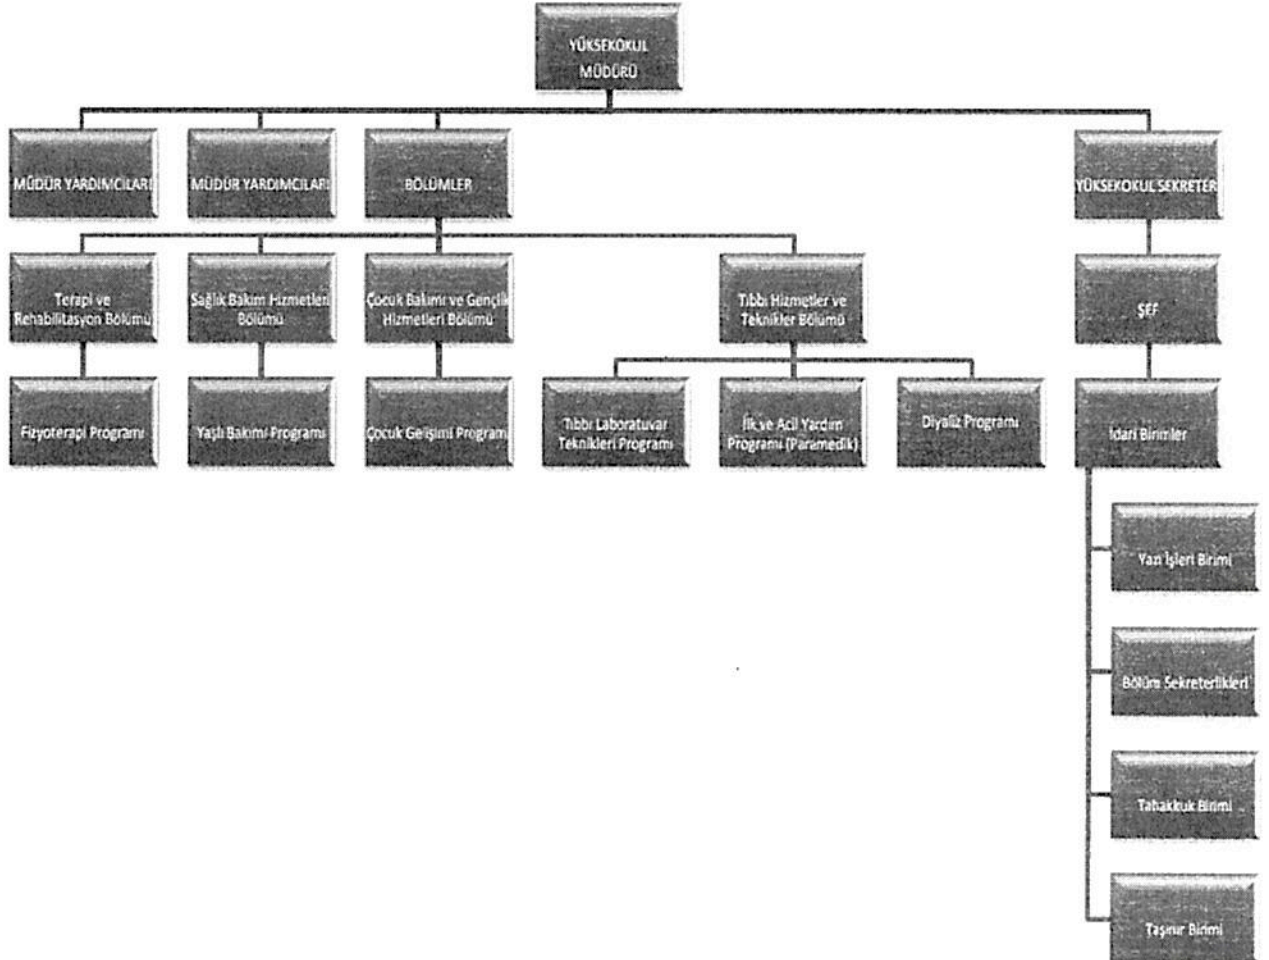 YÜKSEKOKUL
MÜDÜRÜ
MÜDÜR YARDIMCILARI
MÜDÜR YARDIMCILARI
BÖLÜMLER
YÜKSEKOKUL SEKRETER
Terapi ve
Rehabilitasyon Bölümü
Sağlık Bakım Hizmetleri
Bölümü
Çocuk Bakımı ve Gençlik
Hizmetleri Bölümü
Tıbbı Hizmetler ve
Teknikler Bölümü
ŞEF
Fizyoterapi Programı
Yaşlı Bakımı Programı
Çocuk Gelişimi Program
Tıbbı Laboratuvar
Teknikleri Programı
İlk ve Acil Yardım
Programı (Paramedik)
Diyaliz Programı
İdari Birimler
Yazı İşleri Birimi
Bölüm Sekreterlikleri
Tahakkuk Birimi
Taşınır Birimi